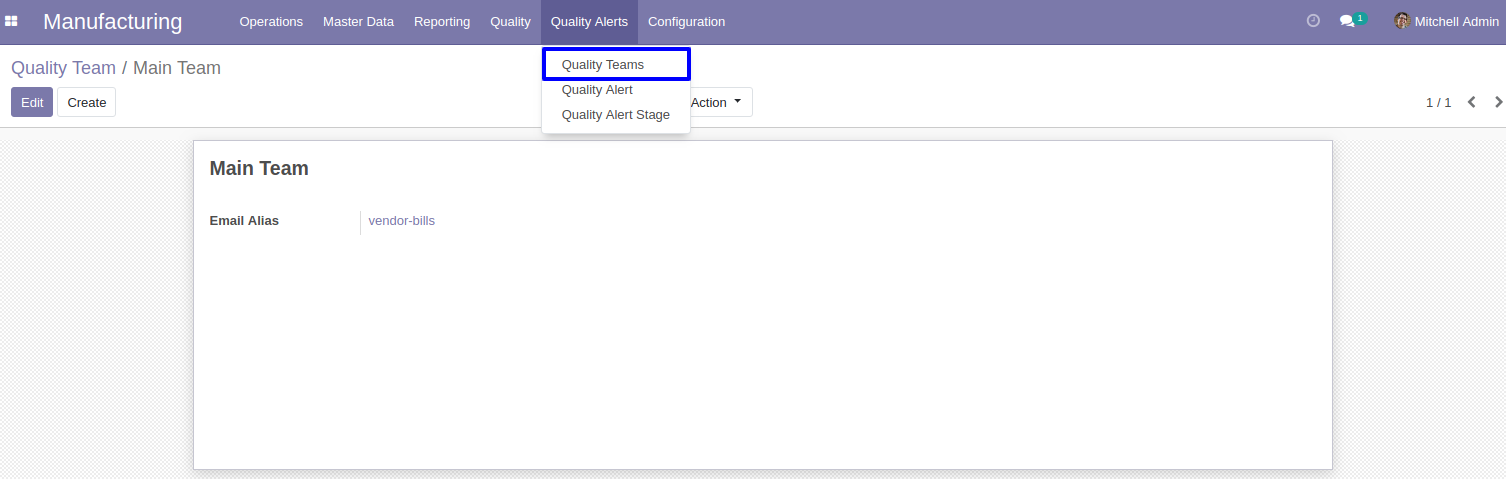 Manufacturing Operations Master Data Reporting Quality Quality Alerts Configuration 1 Mitchell Admin
Quality Team / Main Team
Quality Teams
Quality Alert
Quality Alert Stage
Edit Create Action 1 / 1
Main Team
Email Alias vendor-bills